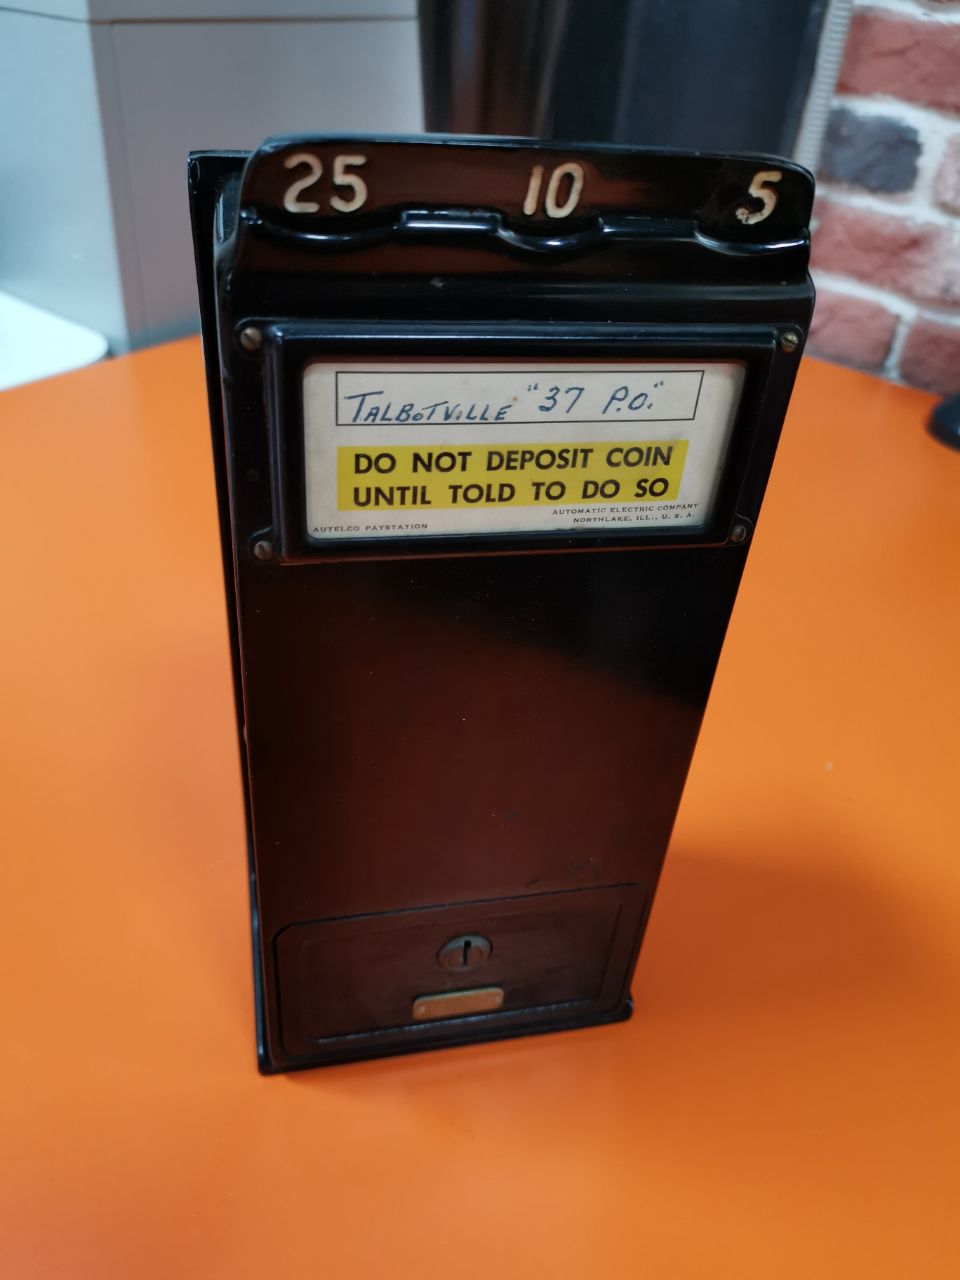 25 10 5
TALBOTVILLE "37 P.O."
DO NOT DEPOSIT COIN
UNTIL TOLD TO DO SO
AUTOMATIC ELECTRIC COMPANY
NORTHLAKE, ILL., U. S. A.
AUTELCO PAYSTATION